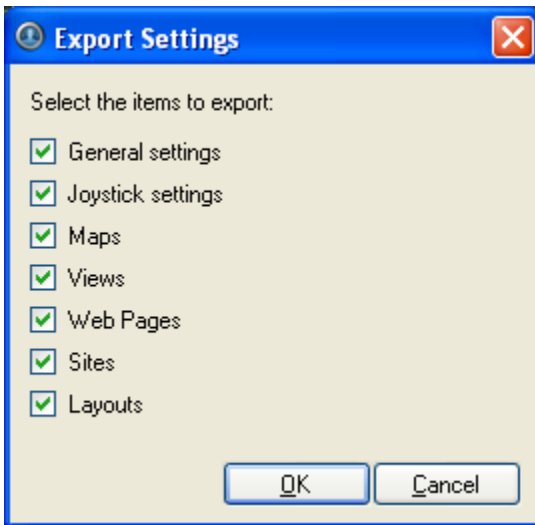 Export Settings
Select the items to export:
General settings
Joystick settings
Maps
Views
Web Pages
Sites
Layouts
OK Cancel